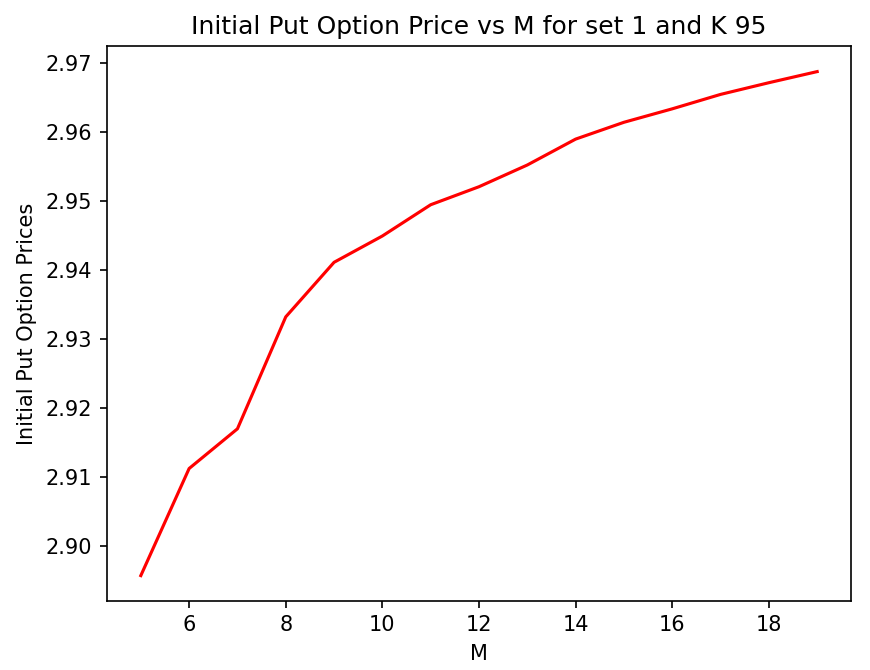 Initial Put Option Price vs M for set 1 and K 95
Initial Put Option Prices
2.97
2.96
2.95
2.94
2.93
2.92
2.91
2.90
6 8 10 12 14 16 18
M